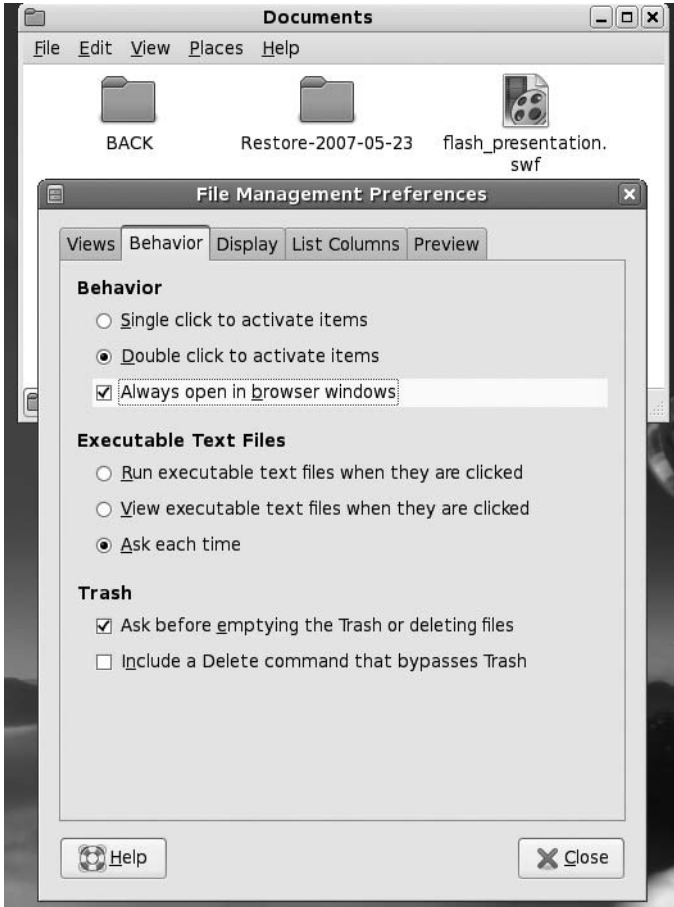 Documents
File Edit View Places Help
BACK Restore-2007-05-23 flash_presentation.
swf
File Management Preferences
Views Behavior Display List Columns Preview
Behavior
Single click to activate items
Double click to activate items
Always open in browser windows
Executable Text Files
Run executable text files when they are clicked
View executable text files when they are clicked
Ask each time
Trash
Ask before emptying the Trash or deleting files
Include a Delete command that bypasses Trash
Help Close